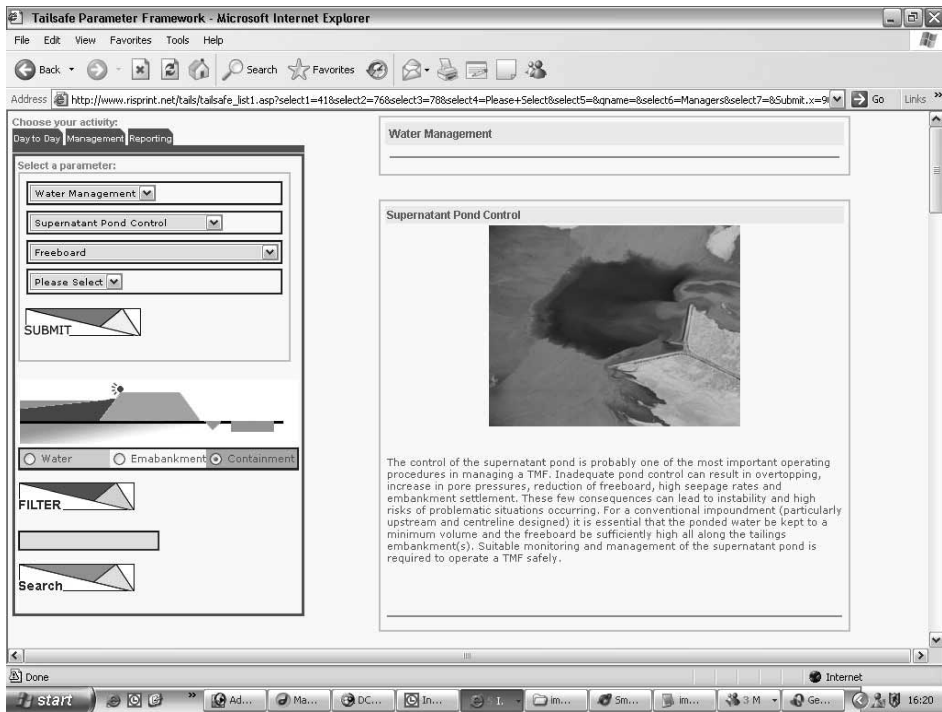 Tailsafe Parameter Framework - Microsoft Internet Explorer
File Edit View Favorites Tools Help
Back Search Favorites
Address http://www.risprint.net/tails/tailsafe_list1.asp?select1=41&select2=76&select3=78&select4=Please+Select&select5=&qname=&select6=Managers&select7=&Submit.x=9 Go Links »
Choose your activity:
Day to Day Management Reporting
Select a parameter:
Water Management
Supernatant Pond Control
Freeboard
Please Select
SUBMIT
Water Emabankment Containment
FILTER
Search
Water Management
Supernatant Pond Control
The control of the supernatant pond is probably one of the most important operating
procedures in managing a TMF. Inadequate pond control can result in overtopping,
increase in pore pressures, reduction of freeboard, high seepage rates and
embankment settlement. These few consequences can lead to instability and high
risks of problematic situations occurring. For a conventional impoundment (particularly
upstream and centreline designed) it is essential that the ponded water be kept to a
minimum volume and the freeboard be sufficiently high all along the tailings
embankment(s). Suitable monitoring and management of the supernatant pond is
required to operate a TMF safely.
Done Internet
start » Ad... Ma... DC... In... im... Sm... im... 3 M Ge... 16:20